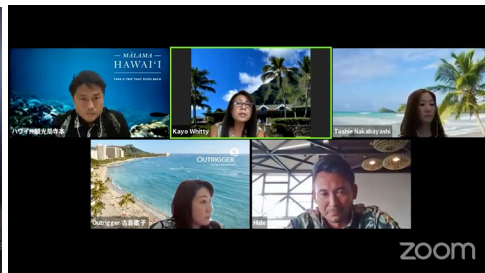 — MĀLAMA —
HAWAIʻI
TAKE A TRIP THAT GIVES BACK
ハワイ州観光局寺本
Kayo Whitty
Toshie Nakabayashi
OUTRIGGER
Outrigger 古島歌子
Hide
zoom